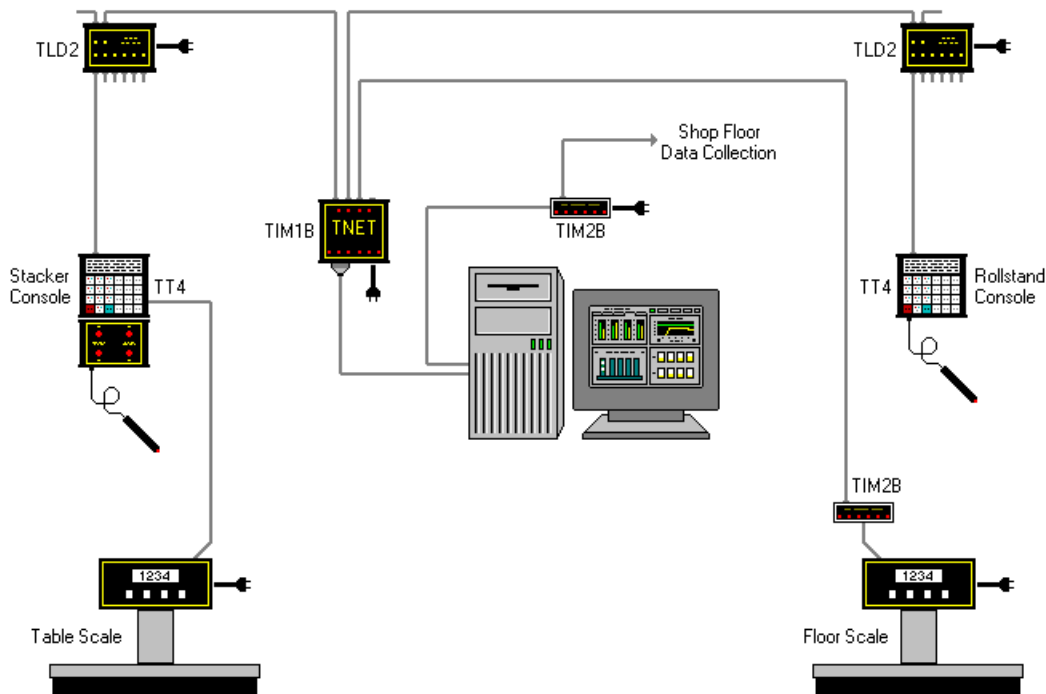 TLD2
TLD2
Shop Floor
Data Collection
TIM1B
TNET
TIM2B
Stacker
Console
TT4
TT4
Rollstand
Console
TIM2B
1234
1234
Table Scale
Floor Scale